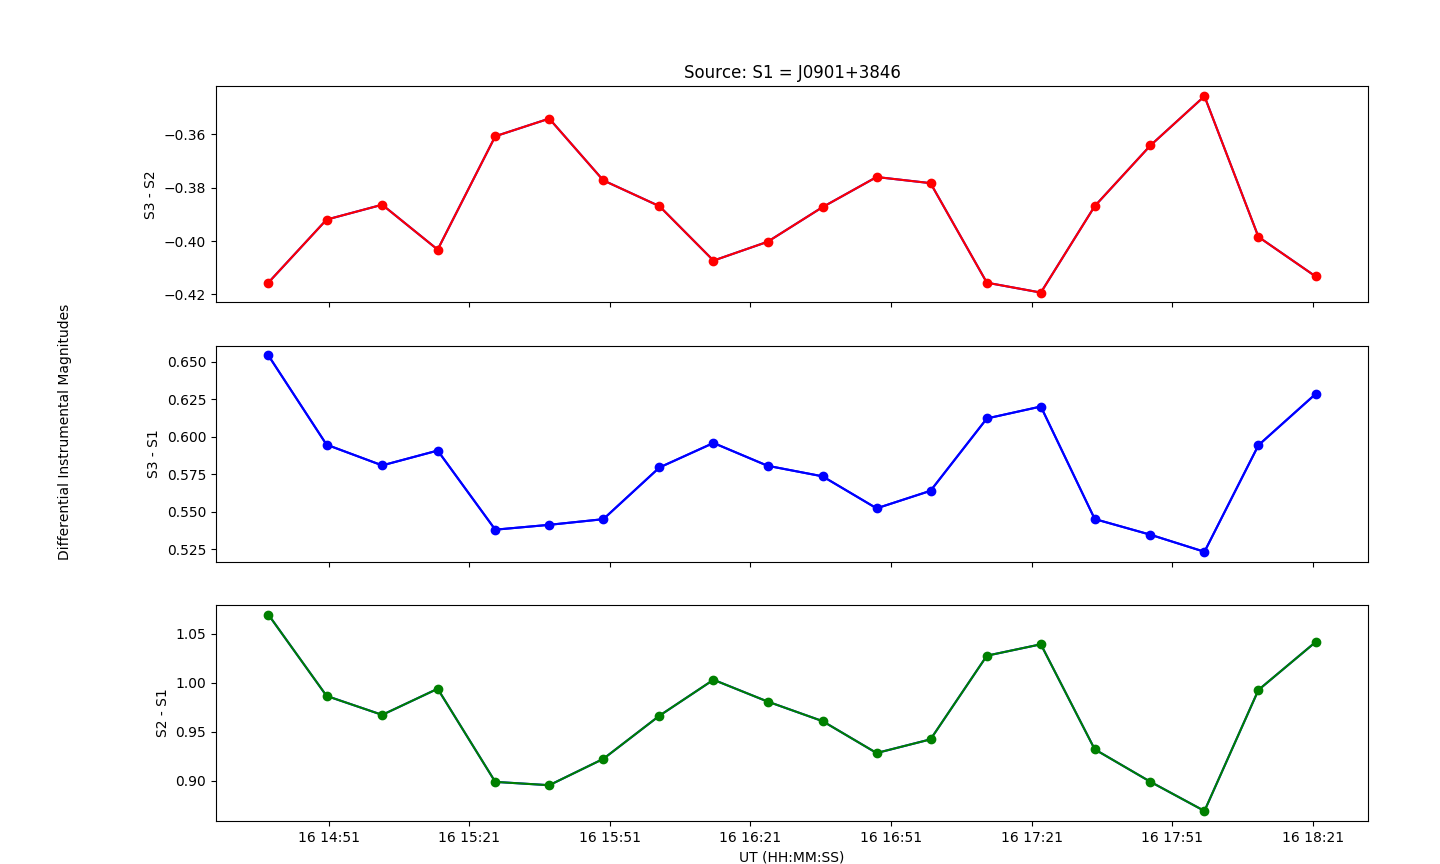 Source: S1 = J0901+3846
−0.36
−0.38
−0.40
−0.42
S3 - S2
0.650
0.625
0.600
0.575
0.550
0.525
S3 - S1
Differential Instrumental Magnitudes
1.05
1.00
0.95
0.90
S2 - S1
16 14:51 16 15:21 16 15:51 16 16:21 16 16:51 16 17:21 16 17:51 16 18:21
UT (HH:MM:SS)